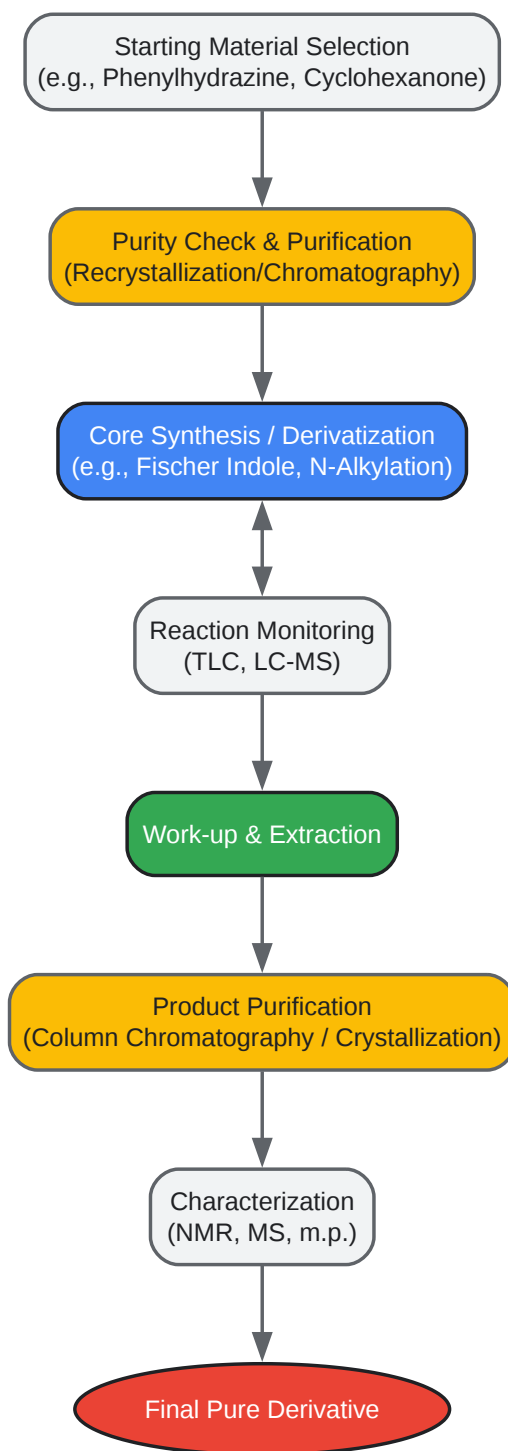 Starting Material Selection
(e.g., Phenylhydrazine, Cyclohexanone)
Purity Check & Purification
(Recrystallization/Chromatography)
Core Synthesis / Derivatization
(e.g., Fischer Indole, N-Alkylation)
Reaction Monitoring
(TLC, LC-MS)
Work-up & Extraction
Product Purification
(Column Chromatography / Crystallization)
Characterization
(NMR, MS, m.p.)
Final Pure Derivative